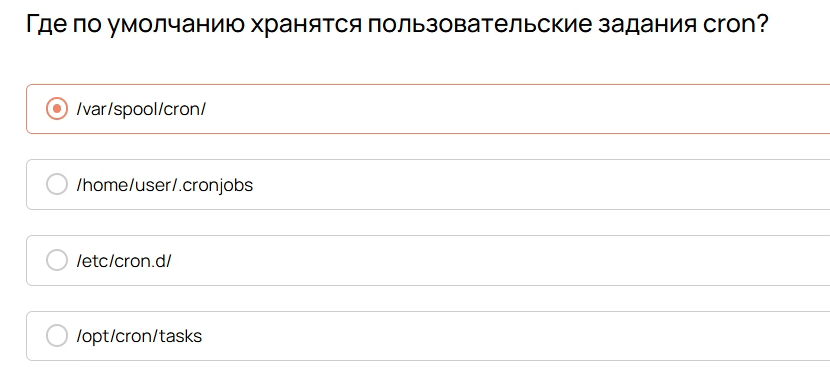 Где по умолчанию хранятся пользовательские задания cron?
/var/spool/cron/
/home/user/.cronjobs
/etc/cron.d/
/opt/cron/tasks